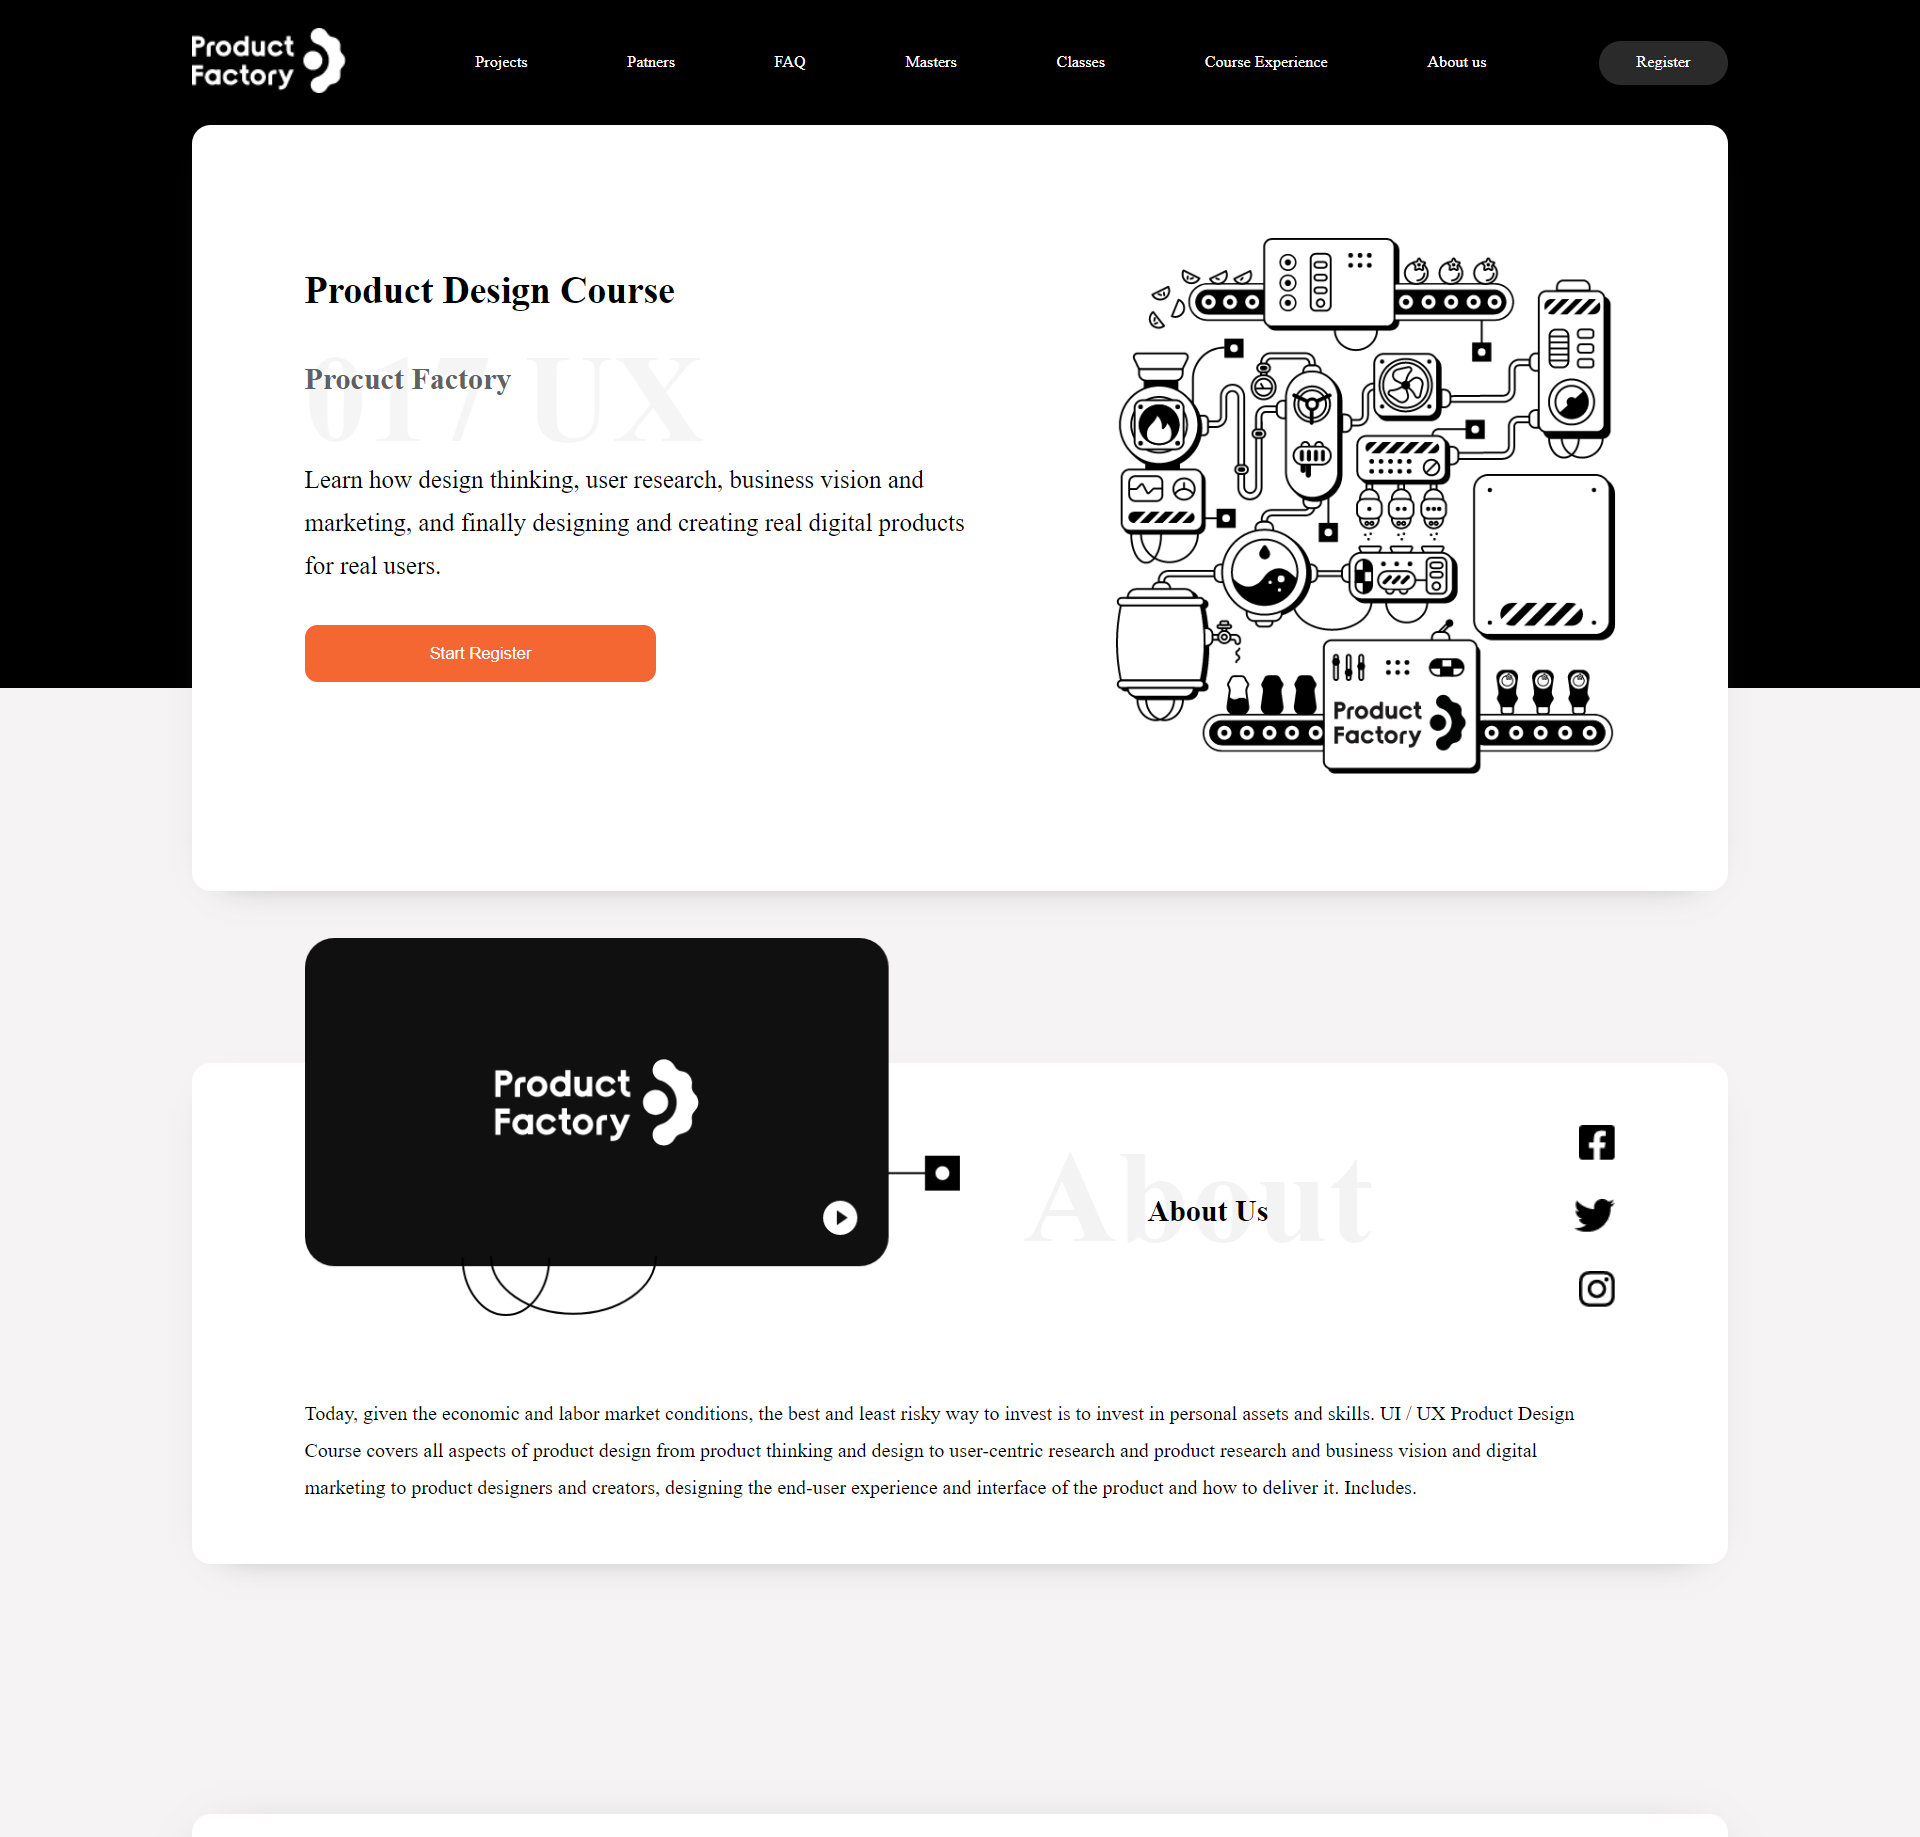 Product
Factory
Projects
Patners
FAQ
Masters
Classes
Course Experience
About us
Register
Product Design Course
017 UX
Procuct Factory
Learn how design thinking, user research, business vision and
marketing, and finally designing and creating real digital products
for real users.
Start Register
Product
Factory
Product
Factory
About
About Us
Today, given the economic and labor market conditions, the best and least risky way to invest is to invest in personal assets and skills. UI / UX Product Design
Course covers all aspects of product design from product thinking and design to user-centric research and product research and business vision and digital
marketing to product designers and creators, designing the end-user experience and interface of the product and how to deliver it. Includes.